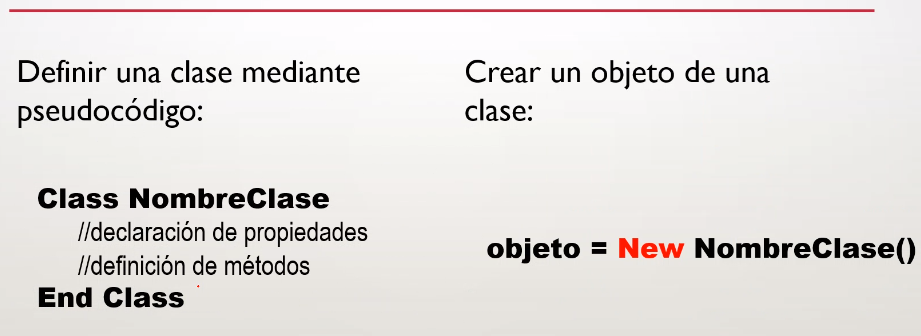 Definir una clase mediante
pseudocódigo:
Class NombreClase
//declaración de propiedades
//definición de métodos
End Class
Crear un objeto de una
clase:
objeto = New NombreClase()